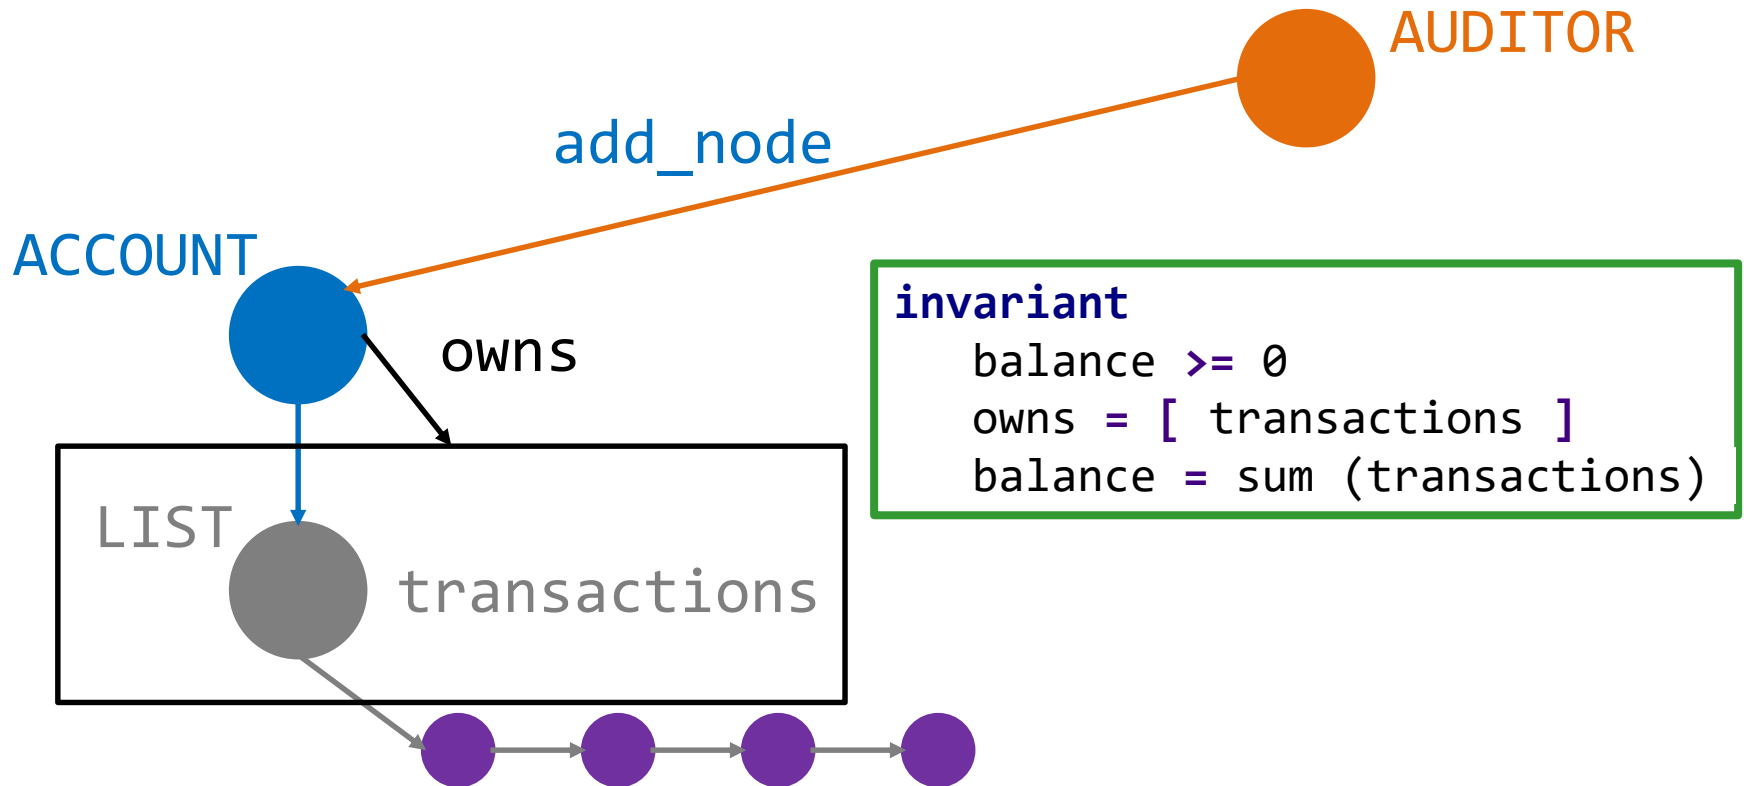 AUDITOR
add_node
ACCOUNT
owns
invariant
balance >= 0
owns = [ transactions ]
balance = sum (transactions)
LIST
transactions